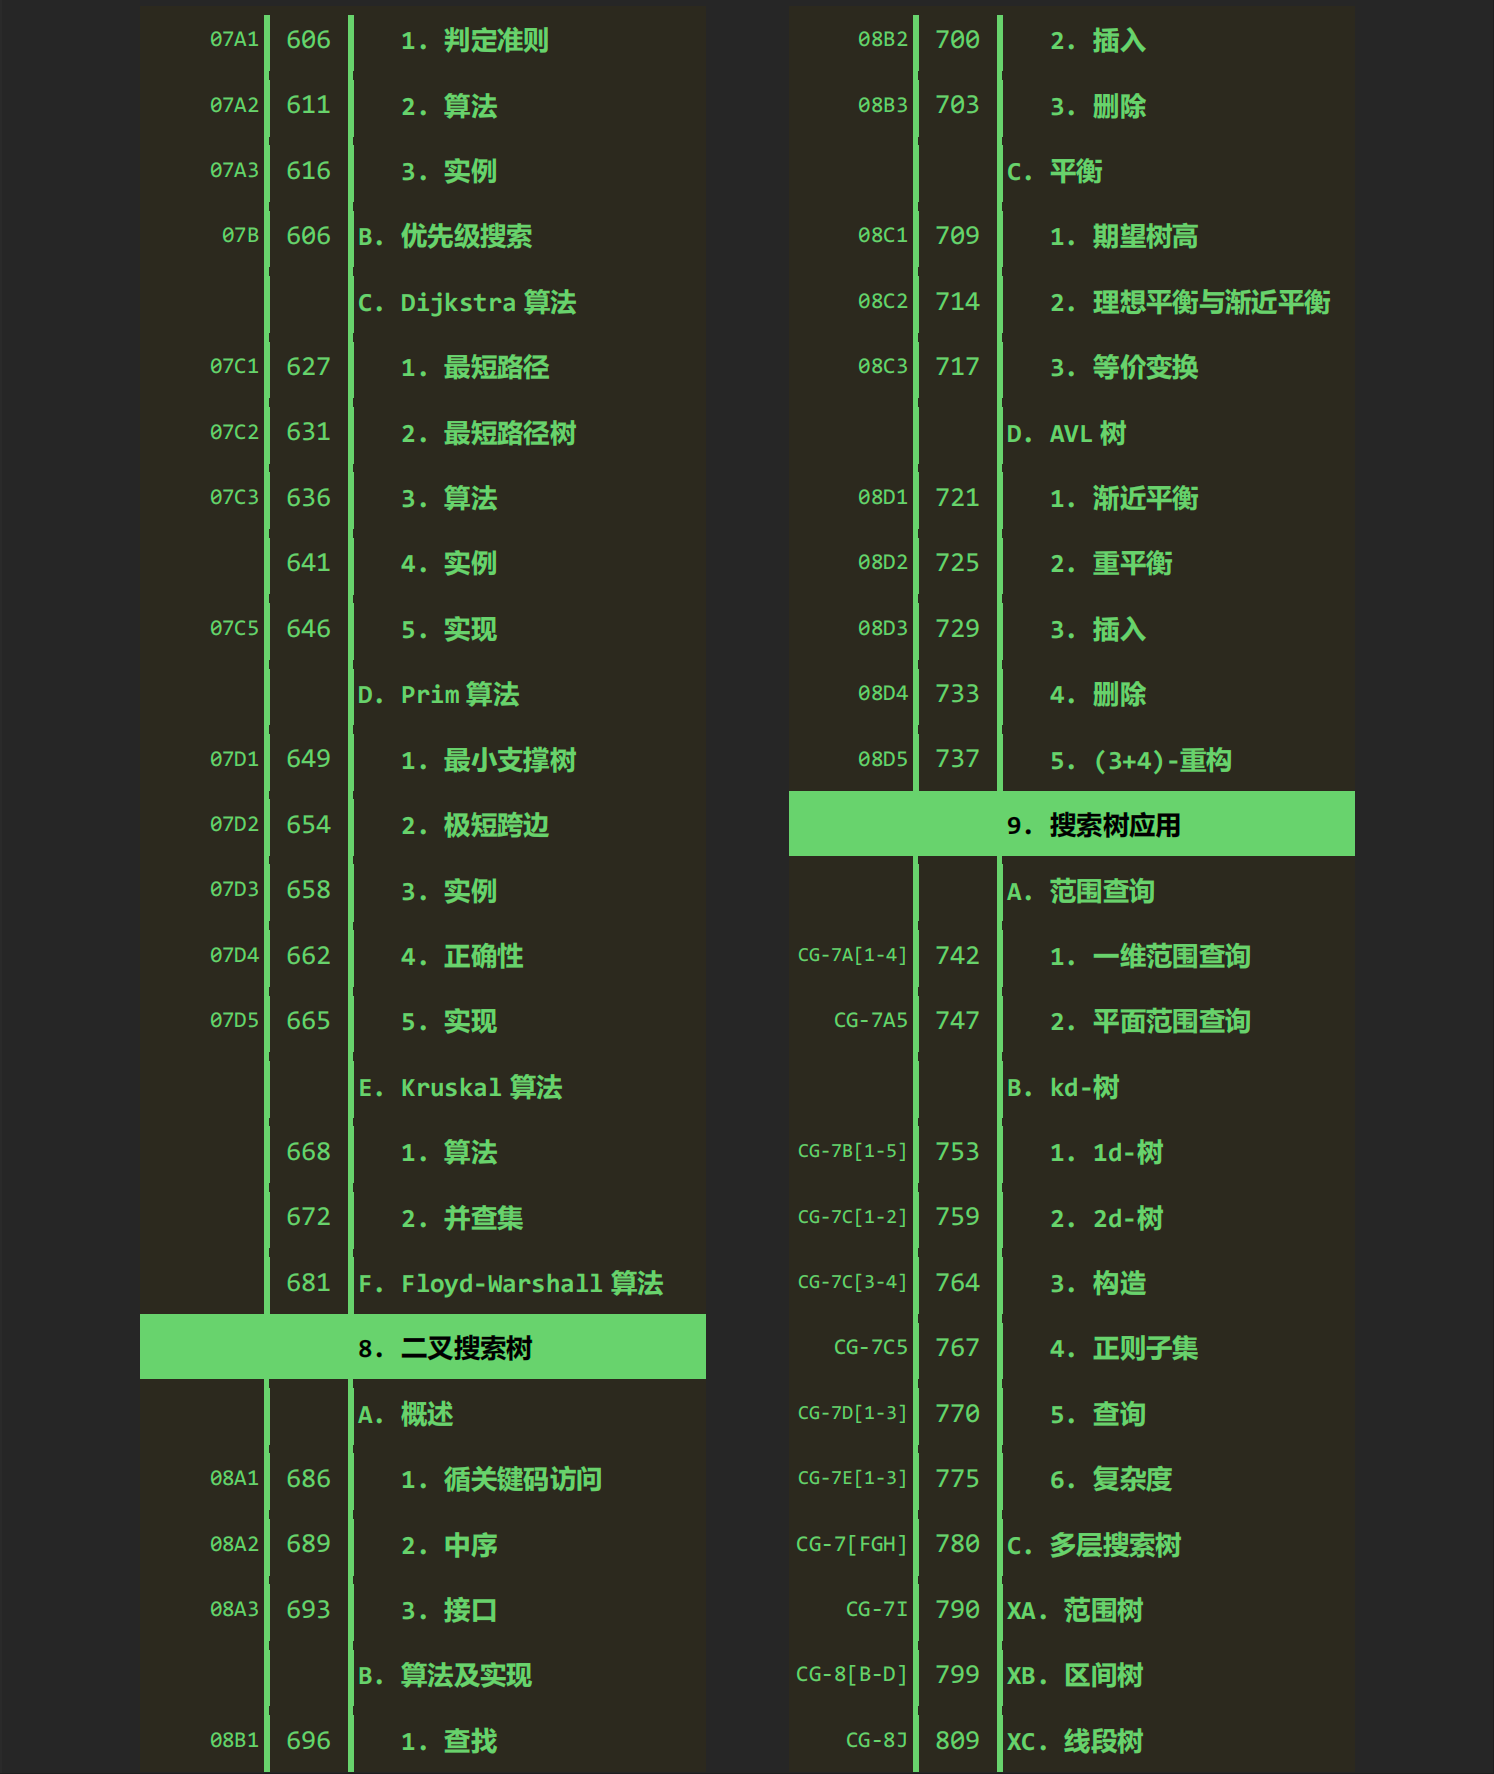 07A1 606 1. 判定准则
07A2 611 2. 算法
07A3 616 3. 实例
07B 606 B. 优先级搜索
C. Dijkstra 算法
07C1 627 1. 最短路径
07C2 631 2. 最短路径树
07C3 636 3. 算法
641 4. 实例
07C5 646 5. 实现
D. Prim 算法
07D1 649 1. 最小支撑树
07D2 654 2. 极短跨边
07D3 658 3. 实例
07D4 662 4. 正确性
07D5 665 5. 实现
E. Kruskal 算法
668 1. 算法
672 2. 并查集
681 F. Floyd-Warshall 算法
8. 二叉搜索树
A. 概述
08A1 686 1. 循关键码访问
08A2 689 2. 中序
08A3 693 3. 接口
B. 算法及实现
08B1 696 1. 查找
08B2 700 2. 插入
08B3 703 3. 删除
C. 平衡
08C1 709 1. 期望树高
08C2 714 2. 理想平衡与渐近平衡
08C3 717 3. 等价变换
D. AVL 树
08D1 721 1. 渐近平衡
08D2 725 2. 重平衡
08D3 729 3. 插入
08D4 733 4. 删除
08D5 737 5. (3+4)-重构
9. 搜索树应用
A. 范围查询
CG-7A[1-4] 742 1. 一维范围查询
CG-7A5 747 2. 平面范围查询
B. kd-树
CG-7B[1-5] 753 1. 1d-树
CG-7C[1-2] 759 2. 2d-树
CG-7C[3-4] 764 3. 构造
CG-7C5 767 4. 正则子集
CG-7D[1-3] 770 5. 查询
CG-7E[1-3] 775 6. 复杂度
CG-7[FGH] 780 C. 多层搜索树
CG-7I 790 XA. 范围树
CG-8[B-D] 799 XB. 区间树
CG-8J 809 XC. 线段树